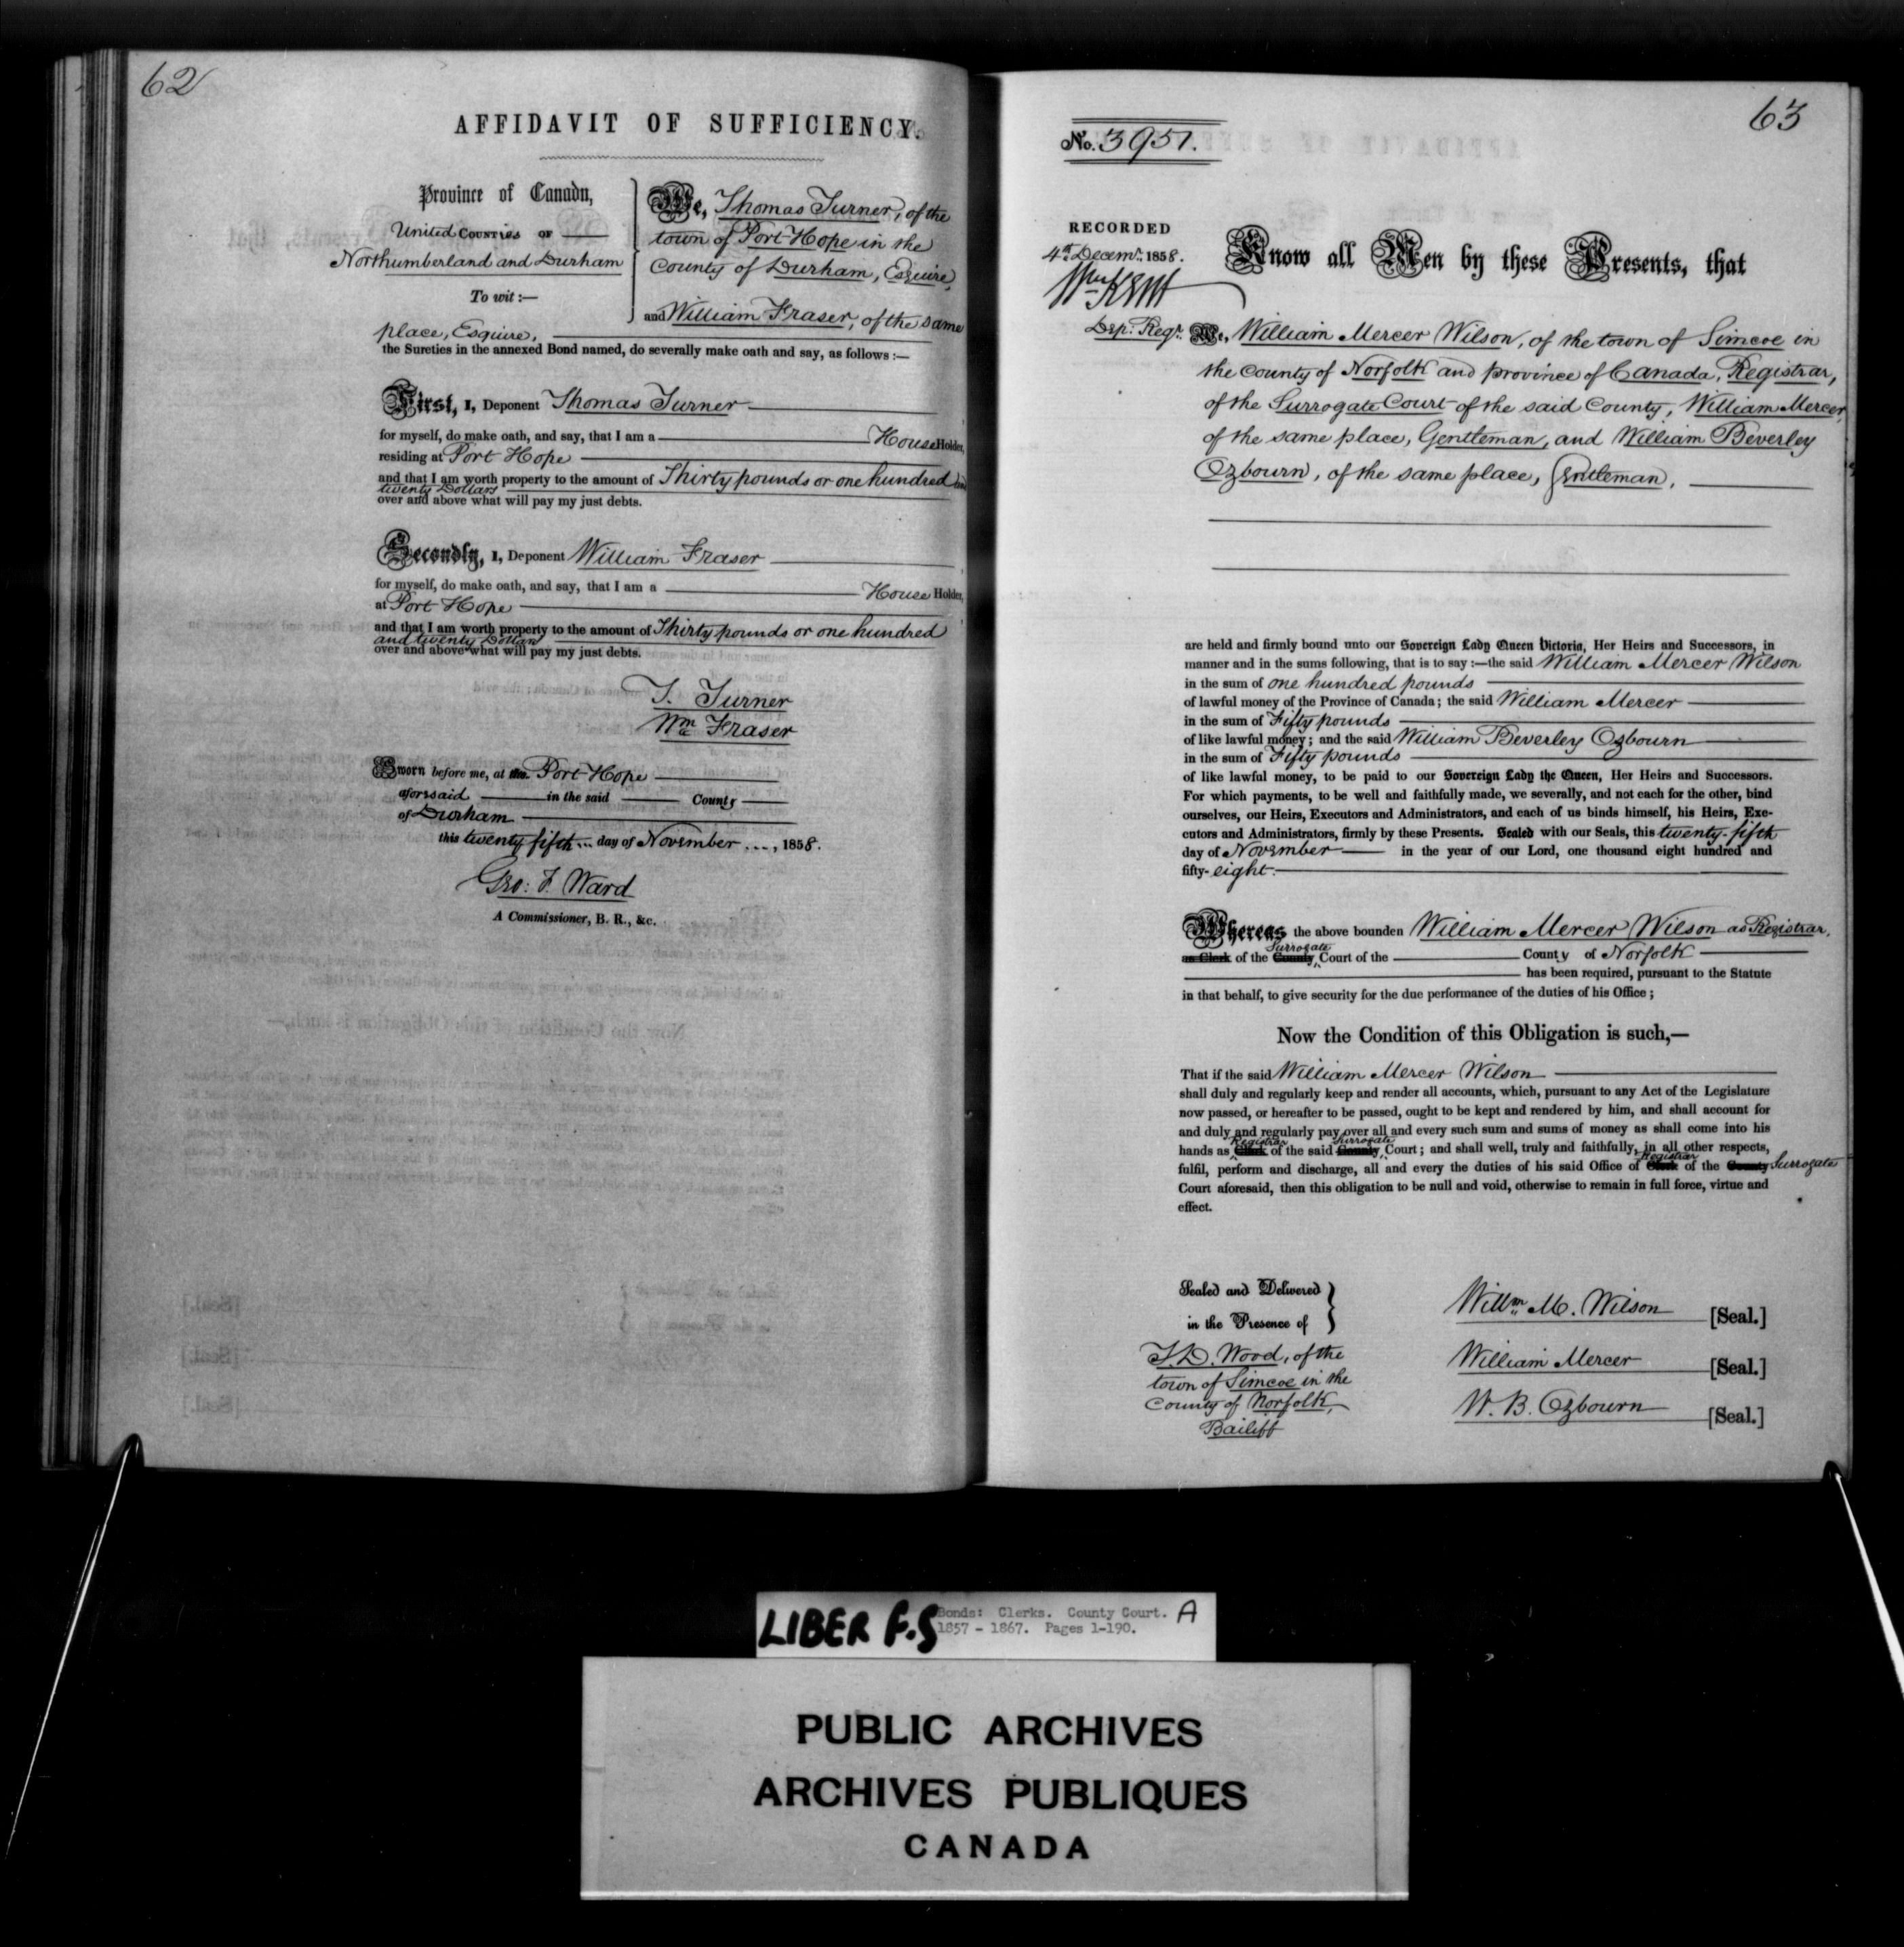 62
AFFIDAVIT OF SUFFICIENCY.
Province of Canada,
United Counties OF
Northumberland and Durham
To wit :—
We, Thomas Turner, of the
town of Port Hope in the
County of Durham, Esquire,
and William Fraser, of the same
place, Esquire,
the Sureties in the annexed Bond named, do severally make oath and say, as follows :—
First, I, Deponent Thomas Turner
for myself, do make oath, and say, that I am a House Holder,
residing at Port Hope
and that I am worth property to the amount of Thirty pounds or one hundred and
twenty Dollars
over and above what will pay my just debts.
Secondly, I, Deponent William Fraser
for myself, do make oath, and say, that I am a House Holder,
at Port Hope
and that I am worth property to the amount of Thirty pounds or one hundred
and twenty Dollars
over and above what will pay my just debts.
T. Turner
Wm Fraser
Sworn before me, at the Port Hope
aforesaid in the said County
of Durham
this twenty fifth day of November ..., 1858.
Geo: F. Ward
A Commissioner, B. R., &c.
63
No. 3951.
RECORDED
4th Decemr. 1858.
Wm Kent
Dep: Regr.
Know all Men by these Presents, that
We, William Mercer Wilson, of the town of Simcoe in
the County of Norfolk and province of Canada, Registrar,
of the Surrogate Court of the said County, William Mercer,
of the same place, Gentleman, and William Beverley
Ozbourn, of the same place, Gentleman,
are held and firmly bound unto our Sovereign Lady Queen Victoria, Her Heirs and Successors, in
manner and in the sums following, that is to say :—the said William Mercer Wilson
in the sum of one hundred pounds
of lawful money of the Province of Canada; the said William Mercer
in the sum of Fifty pounds
of like lawful money; and the said William Beverley Ozbourn
in the sum of Fifty pounds
of like lawful money, to be paid to our Sovereign Lady the Queen, Her Heirs and Successors.
For which payments, to be well and faithfully made, we severally, and not each for the other, bind
ourselves, our Heirs, Executors and Administrators, and each of us binds himself, his Heirs, Exe-
cutors and Administrators, firmly by these Presents. Sealed with our Seals, this twenty-fifth
day of November in the year of our Lord, one thousand eight hundred and
fifty-eight.
Whereas the above bounden William Mercer Wilson as Registrar,
as Clerk of the County Surrogate Court of the County of Norfolk
has been required, pursuant to the Statute
in that behalf, to give security for the due performance of the duties of his Office ;
Now the Condition of this Obligation is such,—
That if the said William Mercer Wilson
shall duly and regularly keep and render all accounts, which, pursuant to any Act of the Legislature
now passed, or hereafter to be passed, ought to be kept and rendered by him, and shall account for
and duly and regularly pay over all and every such sum and sums of money as shall come into his
hands as Clerk Registrar of the said County Surrogate Court ; and shall well, truly and faithfully, in all other respects,
fulfil, perform and discharge, all and every the duties of his said Office of Clerk Registrar of the County Surrogate
Court aforesaid, then this obligation to be null and void, otherwise to remain in full force, virtue and
effect.
Sealed and Delivered
in the Presence of
T. D. Wood, of the
town of Simcoe in the
County of Norfolk,
Bailiff
Willm M. Wilson [Seal.]
William Mercer [Seal.]
W. B. Ozbourn [Seal.]
LIBER F.S
Bonds: Clerks. County Court.
1857 - 1867. Pages 1-190.
A
PUBLIC ARCHIVES
ARCHIVES PUBLIQUES
CANADA